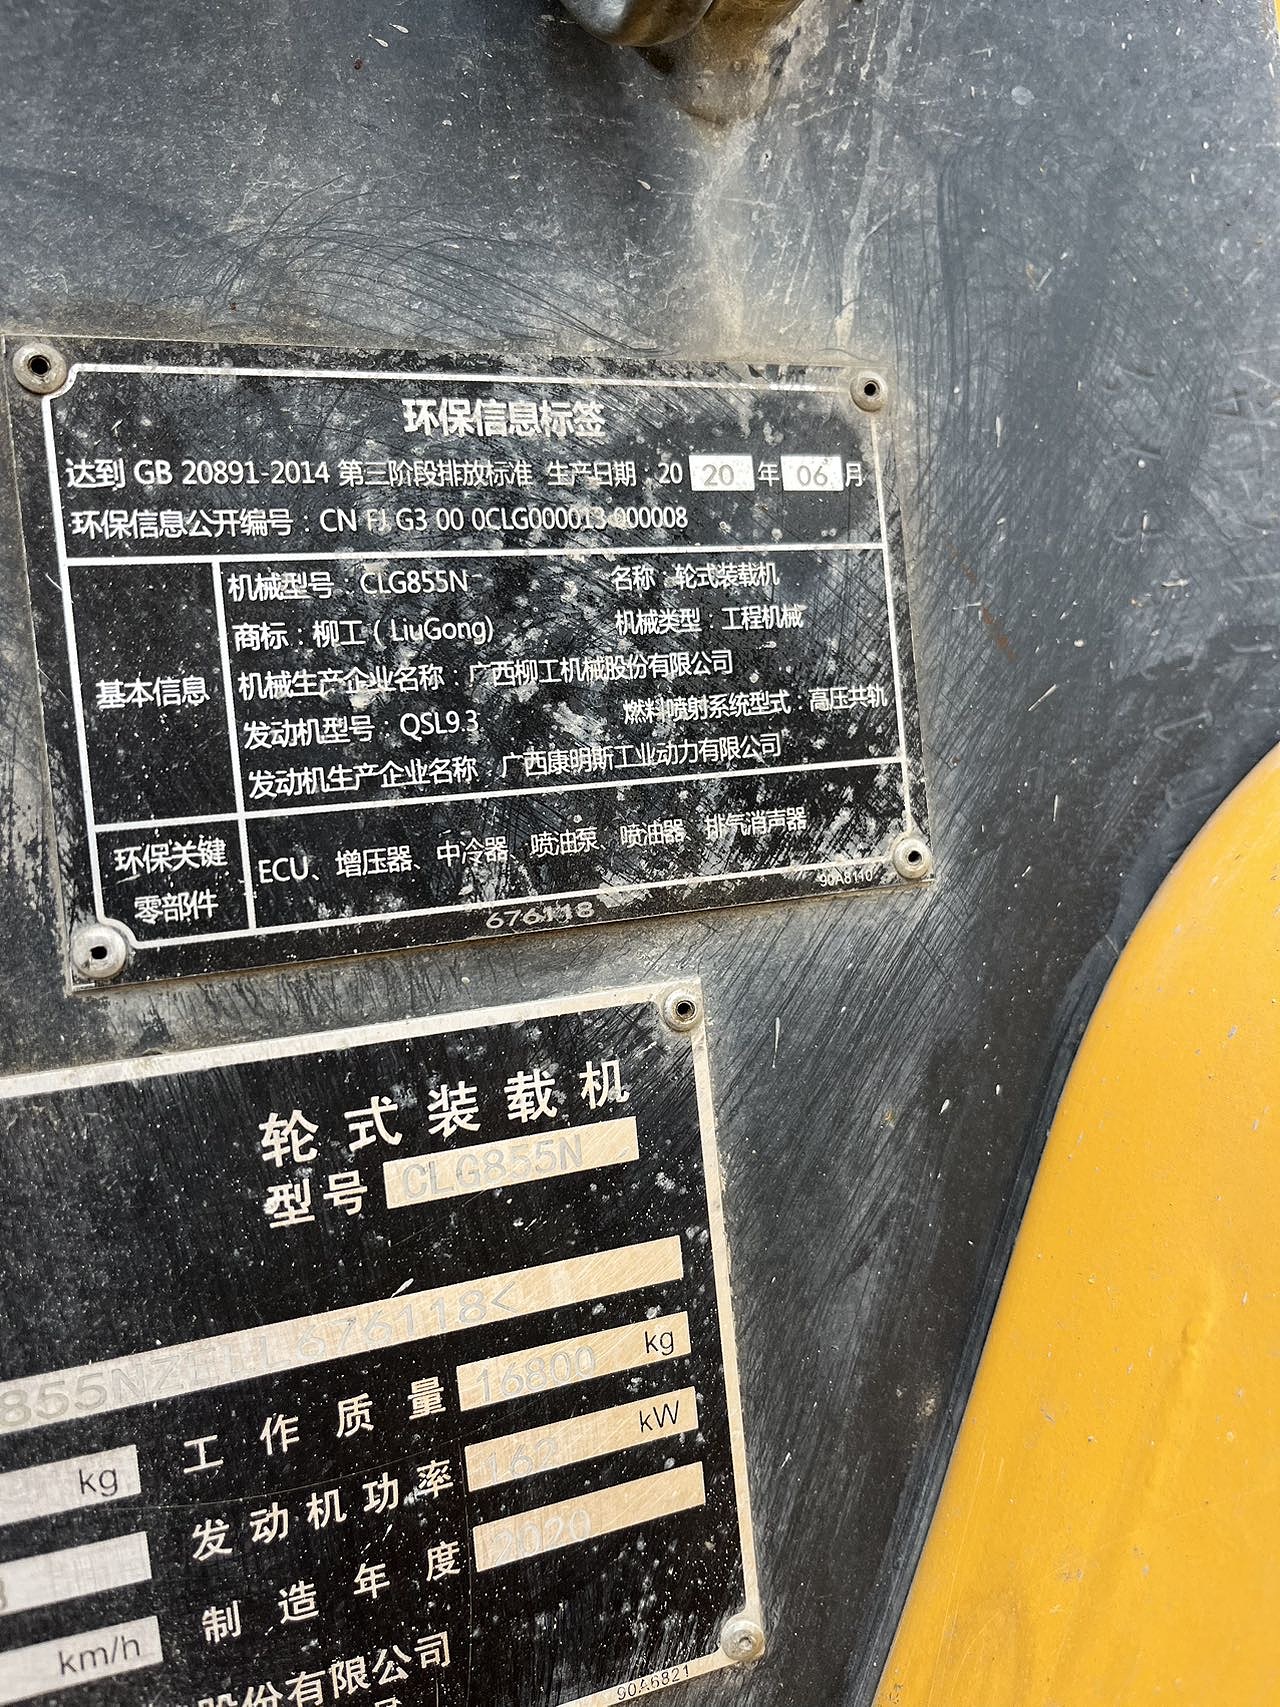 环保信息标签
达到 GB 20891-2014 第三阶段排放标准 生产日期：20 20 年 06 月
环保信息公开编号：CN FJ G3 00 0CLG000013 000008
基本信息
机械型号：CLG855N 名称：轮式装载机
商标：柳工（LiuGong) 机械类型：工程机械
机械生产企业名称：广西柳工机械股份有限公司
发动机型号：QSL9.3 燃料喷射系统型式：高压共轨
发动机生产企业名称：广西康明斯工业动力有限公司
环保关键
零部件
ECU、增压器、中冷器、喷油泵、喷油器、排气消声器
90A8110
676118
轮式装载机
型号 CLG855N
工作质量 16800 kg
kg
发动机功率 162 kW
制造年度 2020
km/h
股份有限公司
90A6821